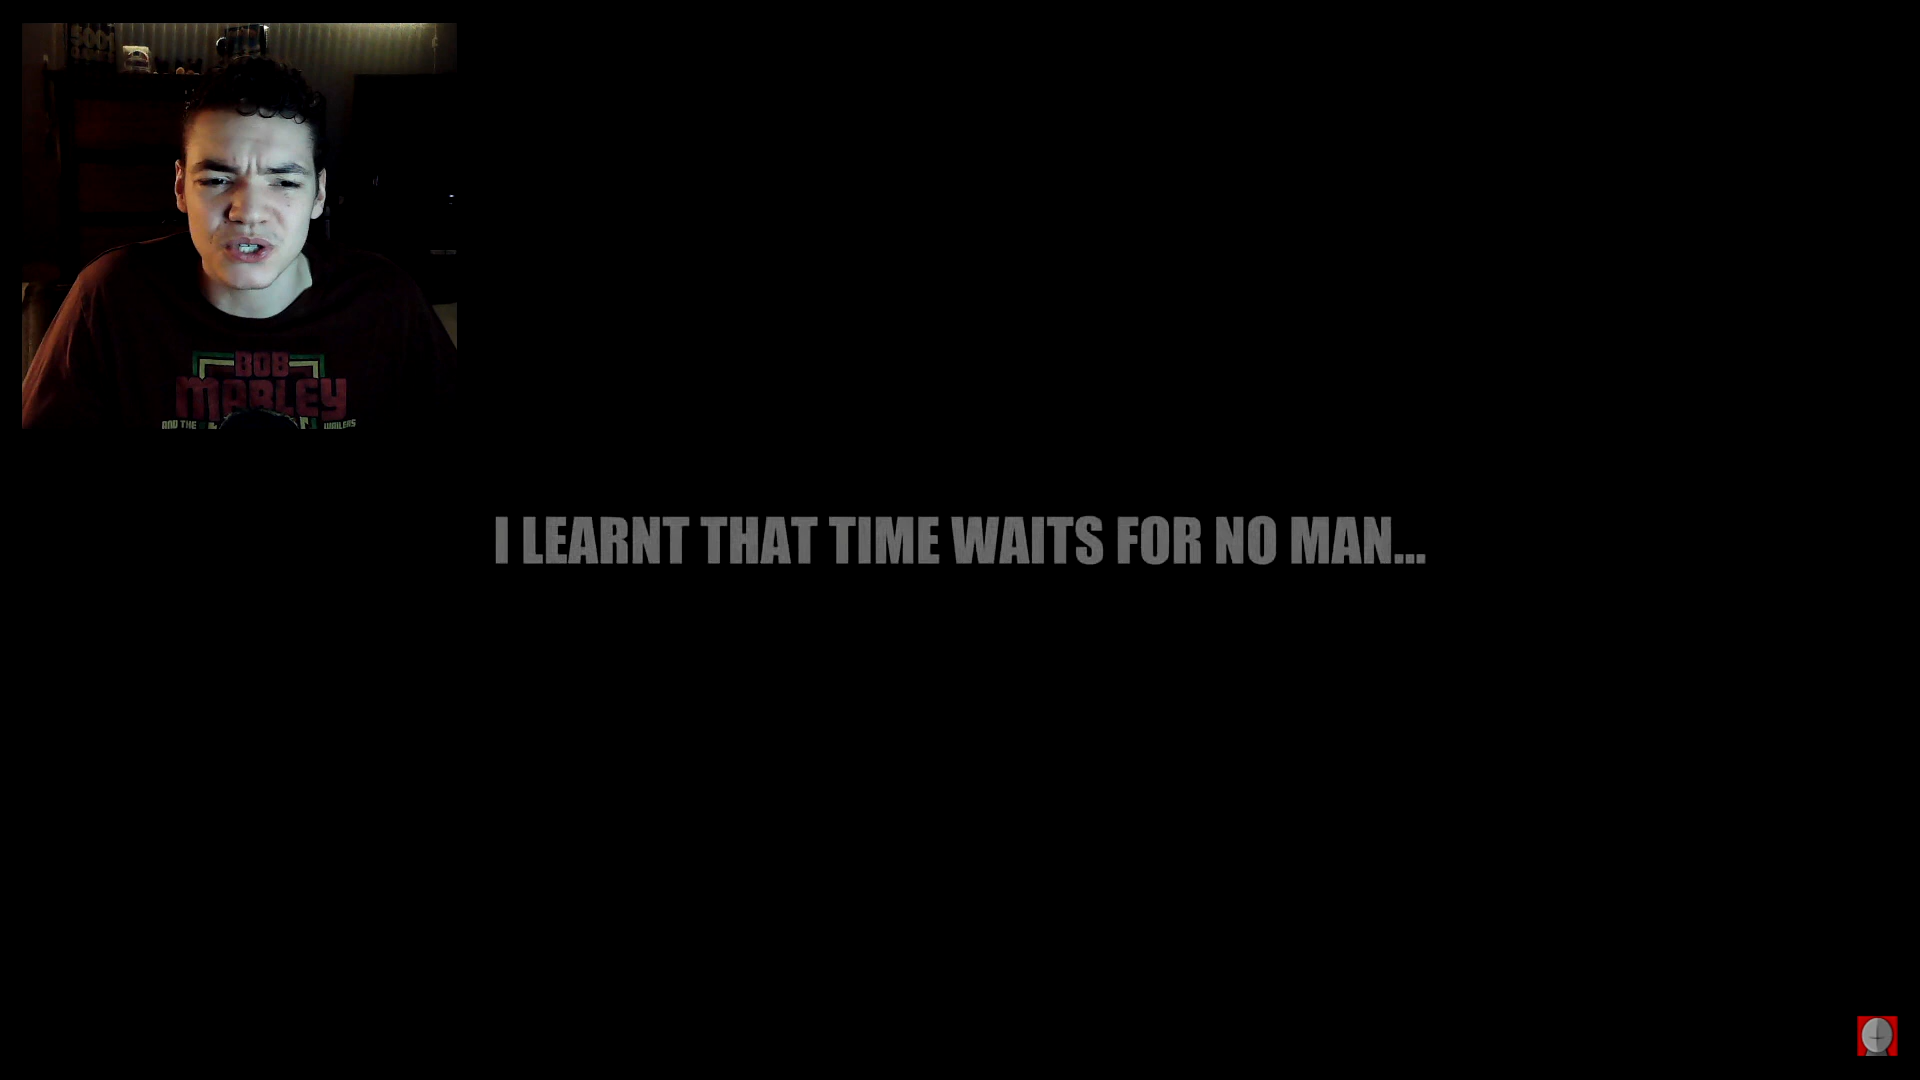 BOB
MARLEY
AND THE WAILERS
I LEARNT THAT TIME WAITS FOR NO MAN...